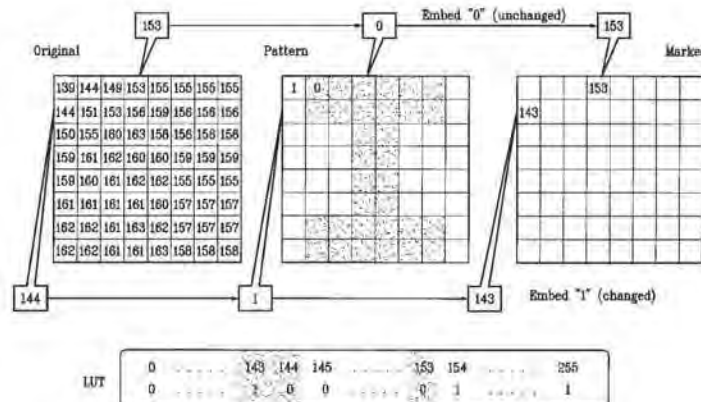 153
0
Embed "0" (unchanged)
153
Original
Pattern
Marke
139 144 149 153 155 155 155 155
144 151 153 156 159 156 156 156
150 155 160 163 158 156 156 156
159 161 162 160 160 159 159 159
159 160 161 162 162 155 155 155
161 161 161 161 160 157 157 157
162 162 161 163 162 157 157 157
162 162 161 161 163 158 158 158
1 0
153
143
144
1
143
Embed "1" (changed)
LUT
0 ...... 143 144 145 ...... 153 154 ..... 255
0 ...... 1 0 0 ...... 0 1 ..... 1